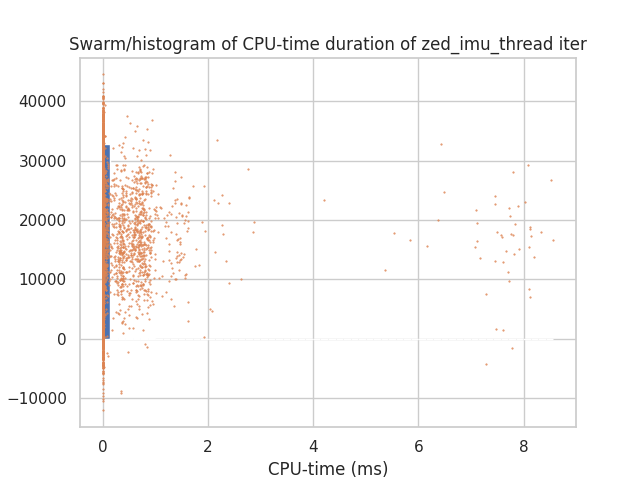 Swarm/histogram of CPU-time duration of zed_imu_thread iter
40000
30000
20000
10000
0
−10000
0 2 4 6 8
CPU-time (ms)